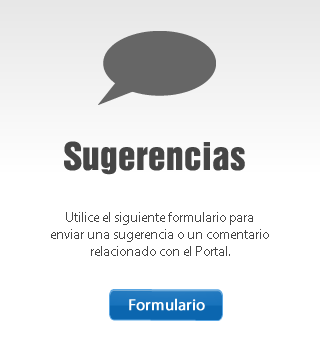 Sugerencias
Utilice el siguiente formulario para
enviar una sugerencia o un comentario
relacionado con el Portal.
Formulario